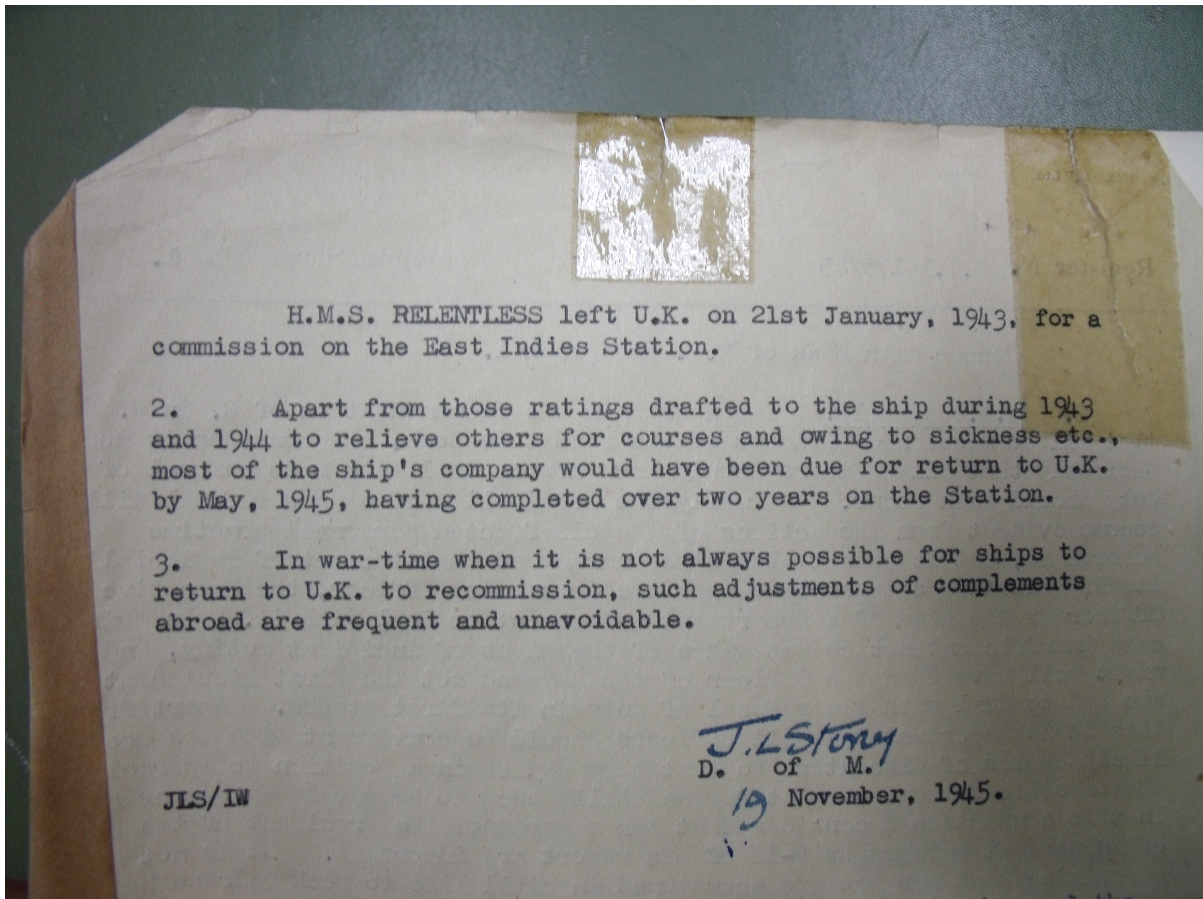 H.M.S. RELENTLESS left U.K. on 21st January, 1943, for a
commission on the East Indies Station.
2. Apart from those ratings drafted to the ship during 1943
and 1944 to relieve others for courses and owing to sickness etc.,
most of the ship's company would have been due for return to U.K.
by May, 1945, having completed over two years on the Station.
3. In war-time when it is not always possible for ships to
return to U.K. to recommission, such adjustments of complements
abroad are frequent and unavoidable.
J.L Story
D. of M.
JLS/IW
19 November, 1945.